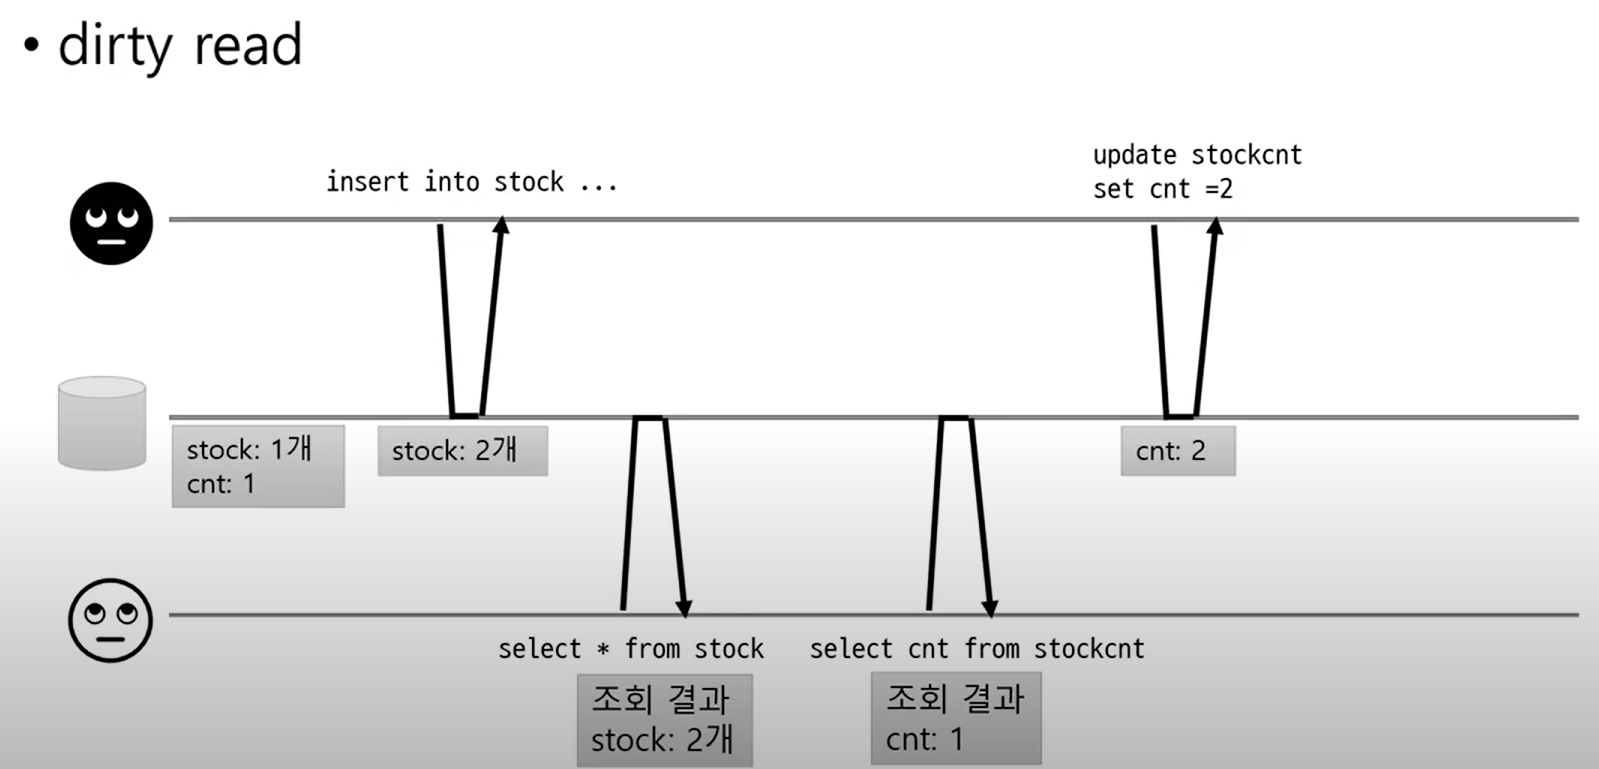 • dirty read
insert into stock ...
update stockcnt
set cnt =2
stock: 1개
cnt: 1
stock: 2개
cnt: 2
select * from stock
select cnt from stockcnt
조회 결과
stock: 2개
조회 결과
cnt: 1